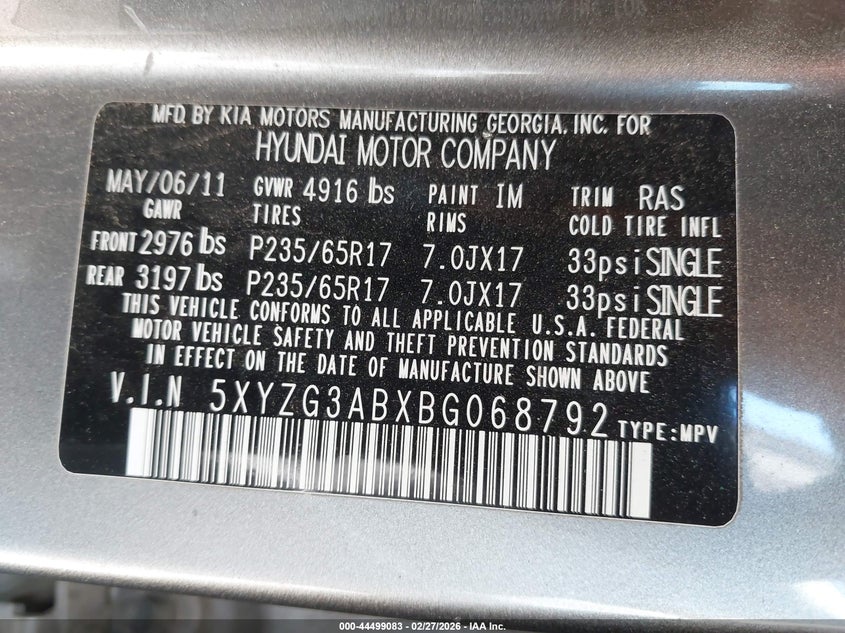 MFD. BY KIA MOTORS MANUFACTURING GEORGIA, INC. FOR
HYUNDAI MOTOR COMPANY
MAY/06/11 GVWR 4916 lbs PAINT IM TRIM RAS
GAWR TIRES RIMS COLD TIRE INFL
FRONT 2976 lbs P235/65R17 7.0JX17 33psi SINGLE
REAR 3197 lbs P235/65R17 7.0JX17 33psi SINGLE
THIS VEHICLE CONFORMS TO ALL APPLICABLE U.S.A. FEDERAL
MOTOR VEHICLE SAFETY AND THEFT PREVENTION STANDARDS
IN EFFECT ON THE DATE OF MANUFACTURE SHOWN ABOVE.
V.I.N 5XYZG3ABXBG068792 TYPE:MPV
000-44499083 - 02/27/2026 - IAA Inc.